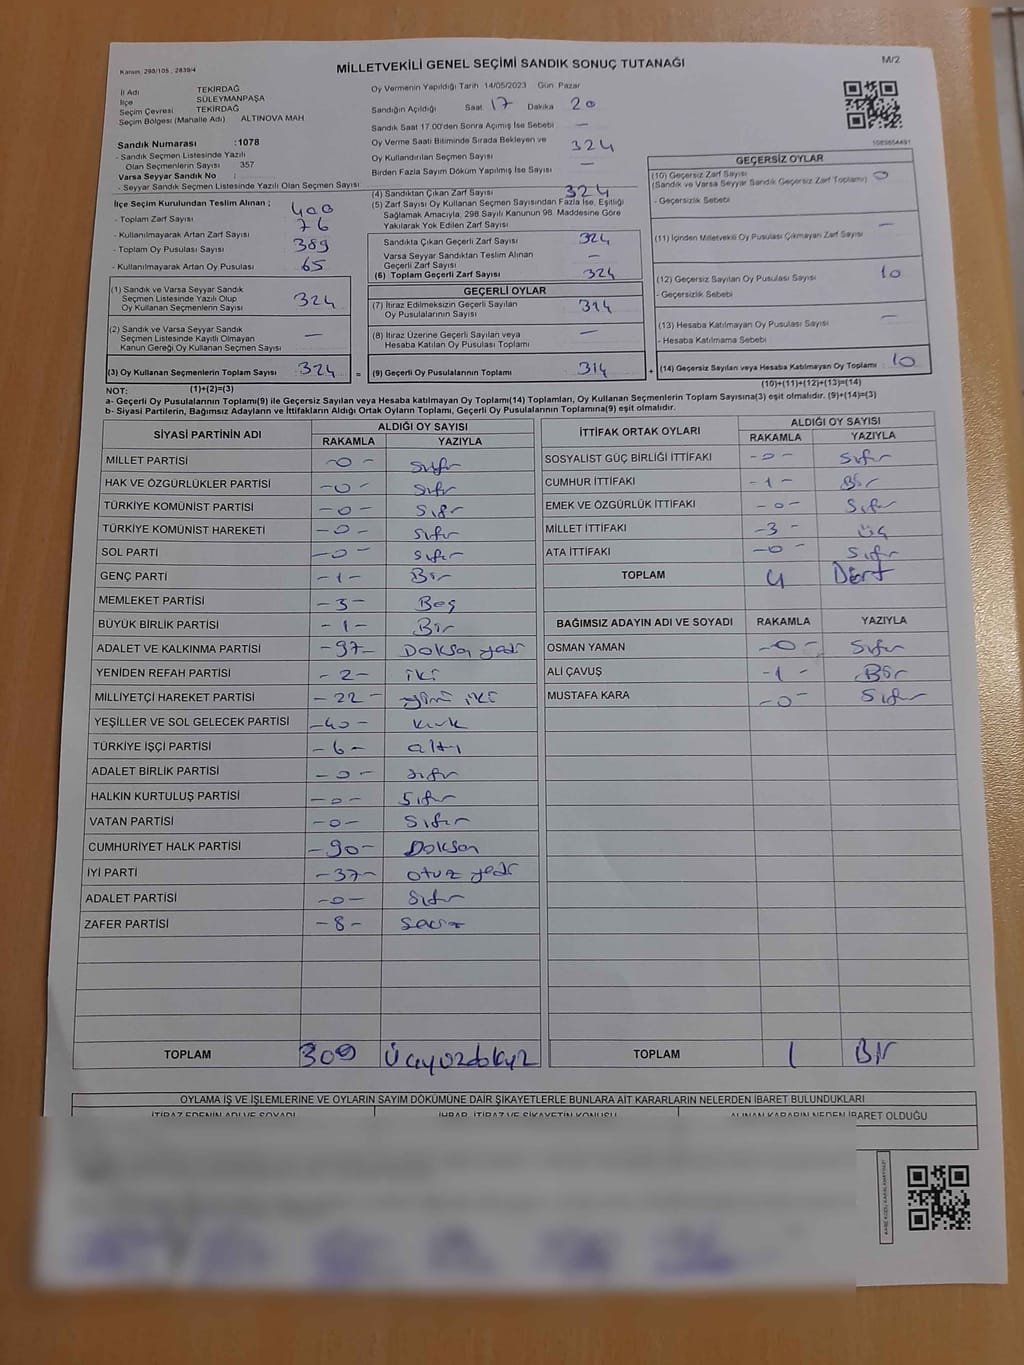 Kanun: 298/105 , 2839/4
MİLLETVEKİLİ GENEL SEÇİMİ SANDIK SONUÇ TUTANAĞI
M/2
İl Adı TEKİRDAĞ
İlçe SÜLEYMANPAŞA
Seçim Çevresi TEKİRDAĞ
Seçim Bölgesi (Mahalle Adı) ALTINOVA MAH
Sandık Numarası :1078
- Sandık Seçmen Listesinde Yazılı
Olan Seçmenlerin Sayısı 357
Varsa Seyyar Sandık No :
- Seyyar Sandık Seçmen Listesinde Yazılı Olan Seçmen Sayısı
İlçe Seçim Kurulundan Teslim Alınan ;
- Toplam Zarf Sayısı 400
- Kullanılmayarak Artan Zarf Sayısı 76
- Toplam Oy Pusulası Sayısı 389
- Kullanılmayarak Artan Oy Pusulası 65
(1) Sandık ve Varsa Seyyar Sandık
Seçmen Listesinde Yazılı Olup
Oy Kullanan Seçmenlerin Sayısı 324
(2) Sandık ve Varsa Seyyar Sandık
Seçmen Listesinde Kayıtlı Olmayan
Kanun Gereği Oy Kullanan Seçmen Sayısı —
(3) Oy Kullanan Seçmenlerin Toplam Sayısı 324 =
(1)+(2)=(3)
Oy Vermenin Yapıldığı Tarih 14/05/2023 Gün Pazar
Sandığın Açıldığı Saat 17 Dakika 20
Sandık Saat 17:00'den Sonra Açımış İse Sebebi —
Oy Verme Saati Bitiminde Sırada Bekleyen ve
Oy Kullandırılan Seçmen Sayısı 324
Birden Fazla Sayım Döküm Yapılmış İse Sayısı —
(4) Sandıktan Çıkan Zarf Sayısı 324
(5) Zarf Sayısı Oy Kullanan Seçmen Sayısından Fazla İse, Eşitliği
Sağlamak Amacıyla, 298 Sayılı Kanunun 98. Maddesine Göre
Yakılarak Yok Edilen Zarf Sayısı
Sandıkta Çıkan Geçerli Zarf Sayısı 324
Varsa Seyyar Sandıktan Teslim Alınan
Geçerli Zarf Sayısı —
(6) Toplam Geçerli Zarf Sayısı 324
GEÇERLİ OYLAR
(7) İtiraz Edilmeksizin Geçerli Sayılan
Oy Pusulalarının Sayısı 314
(8) İtiraz Üzerine Geçerli Sayılan veya
Hesaba Katılan Oy Pusulası Toplamı —
(9) Geçerli Oy Pusulalarının Toplamı 314 +
GEÇERSİZ OYLAR
(10) Geçersiz Zarf Sayısı 0
(Sandık ve Varsa Seyyar Sandık Geçersiz Zarf Toplamı)
- Geçersizlik Sebebi
(11) İçinden Milletvekili Oy Pusulası Çıkmayan Zarf Sayısı —
(12) Geçersiz Sayılan Oy Pusulası Sayısı 10
- Geçersizlik Sebebi
(13) Hesaba Katılmayan Oy Pusulası Sayısı —
- Hesaba Katılmama Sebebi
(14) Geçersiz Sayılan veya Hesaba Katılmayan Oy Toplamı 10
(10)+(11)+(12)+(13)=(14)
NOT:
a- Geçerli Oy Pusulalarının Toplamı(9) ile Geçersiz Sayılan veya Hesaba katılmayan Oy Toplamı(14) Toplamları, Oy Kullanan Seçmenlerin Toplam Sayısına(3) eşit olmalıdır. (9)+(14)=(3)
b- Siyasi Partilerin, Bağımsız Adayların ve İttifakların Aldığı Ortak Oyların Toplamı, Geçerli Oy Pusulalarının Toplamına(9) eşit olmalıdır.
SİYASİ PARTİNİN ADI ALDIĞI OY SAYISI
RAKAMLA YAZIYLA
MİLLET PARTİSİ -0- Sıfır
HAK VE ÖZGÜRLÜKLER PARTİSİ -0- Sıfır
TÜRKİYE KOMÜNİST PARTİSİ -0- Sıfır
TÜRKİYE KOMÜNİST HAREKETİ -0- Sıfır
SOL PARTİ -0- Sıfır
GENÇ PARTİ -1- Bir
MEMLEKET PARTİSİ -5- Beş
BÜYÜK BİRLİK PARTİSİ -1- Bir
ADALET VE KALKINMA PARTİSİ -97- Doksan yedi
YENİDEN REFAH PARTİSİ -2- iki
MİLLİYETÇİ HAREKET PARTİSİ -22- yirmi iki
YEŞİLLER VE SOL GELECEK PARTİSİ -40- kırk
TÜRKİYE İŞÇİ PARTİSİ -6- altı
ADALET BİRLİK PARTİSİ -0- sıfır
HALKIN KURTULUŞ PARTİSİ -0- Sıfır
VATAN PARTİSİ -0- Sıfır
CUMHURİYET HALK PARTİSİ -90- Doksan
İYİ PARTİ -37- otuz yedi
ADALET PARTİSİ -0- Sıfır
ZAFER PARTİSİ -8- Sekiz
TOPLAM 309 Üçyüzdokuz
İTTİFAK ORTAK OYLARI ALDIĞI OY SAYISI
RAKAMLA YAZIYLA
SOSYALİST GÜÇ BİRLİĞİ İTTİFAKI -0- Sıfır
CUMHUR İTTİFAKI -1- Bir
EMEK VE ÖZGÜRLÜK İTTİFAKI -0- Sıfır
MİLLET İTTİFAKI -3- üç
ATA İTTİFAKI -0- Sıfır
TOPLAM 4 Dört
BAĞIMSIZ ADAYIN ADI VE SOYADI RAKAMLA YAZIYLA
OSMAN YAMAN -0- Sıfır
ALİ ÇAVUŞ -1- Bir
MUSTAFA KARA -0- Sıfır
TOPLAM 1 Bir
OYLAMA İŞ VE İŞLEMLERİNE VE OYLARIN SAYIM DÖKÜMÜNE DAİR ŞİKAYETLERLE BUNLARA AİT KARARLARIN NELERDEN İBARET BULUNDUKLARI
İTİRAZ EDENİN ADI VE SOYADI İHBAR, İTİRAZ VE ŞİKAYETİN KONUSU ALINAN KARARIN NEDEN İBARET OLDUĞU